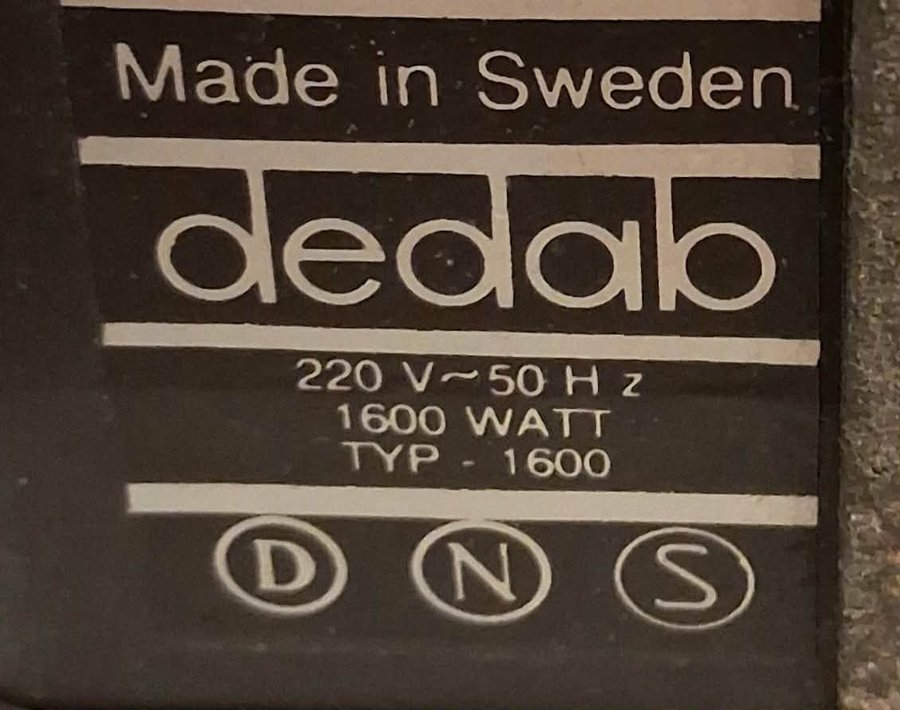 Made in Sweden
dedab
220 V~50 Hz
1600 WATT
TYP - 1600
D N S